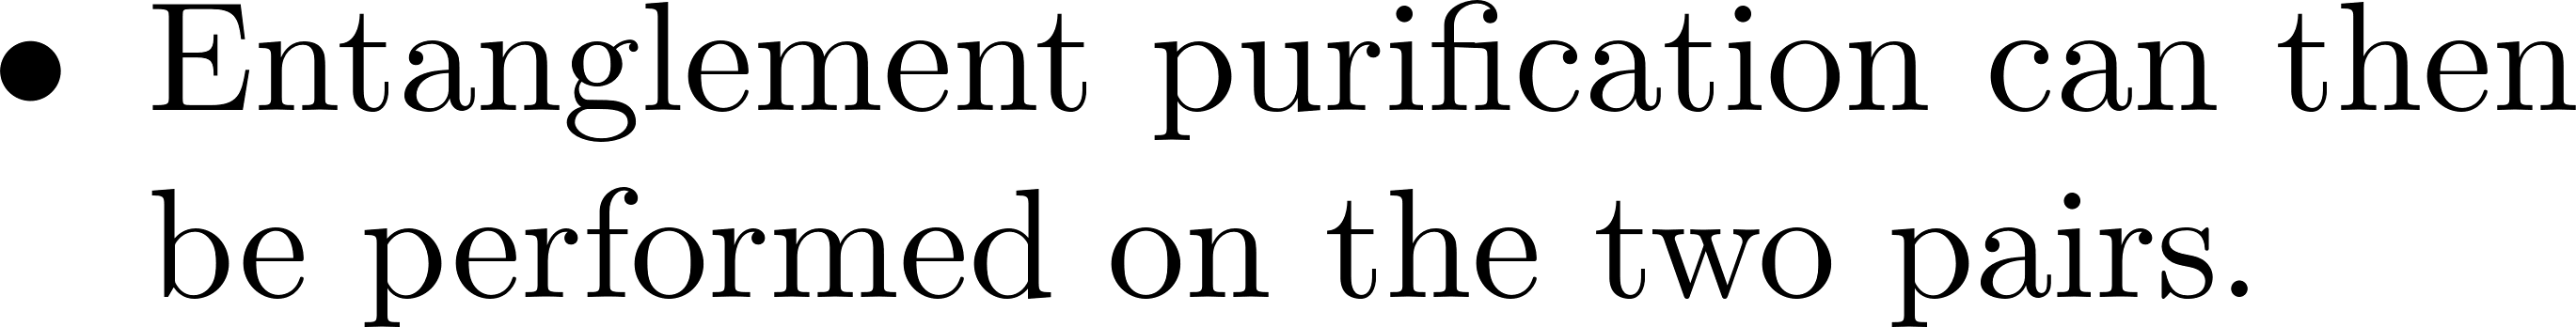 • Entanglement purification can then
be performed on the two pairs.